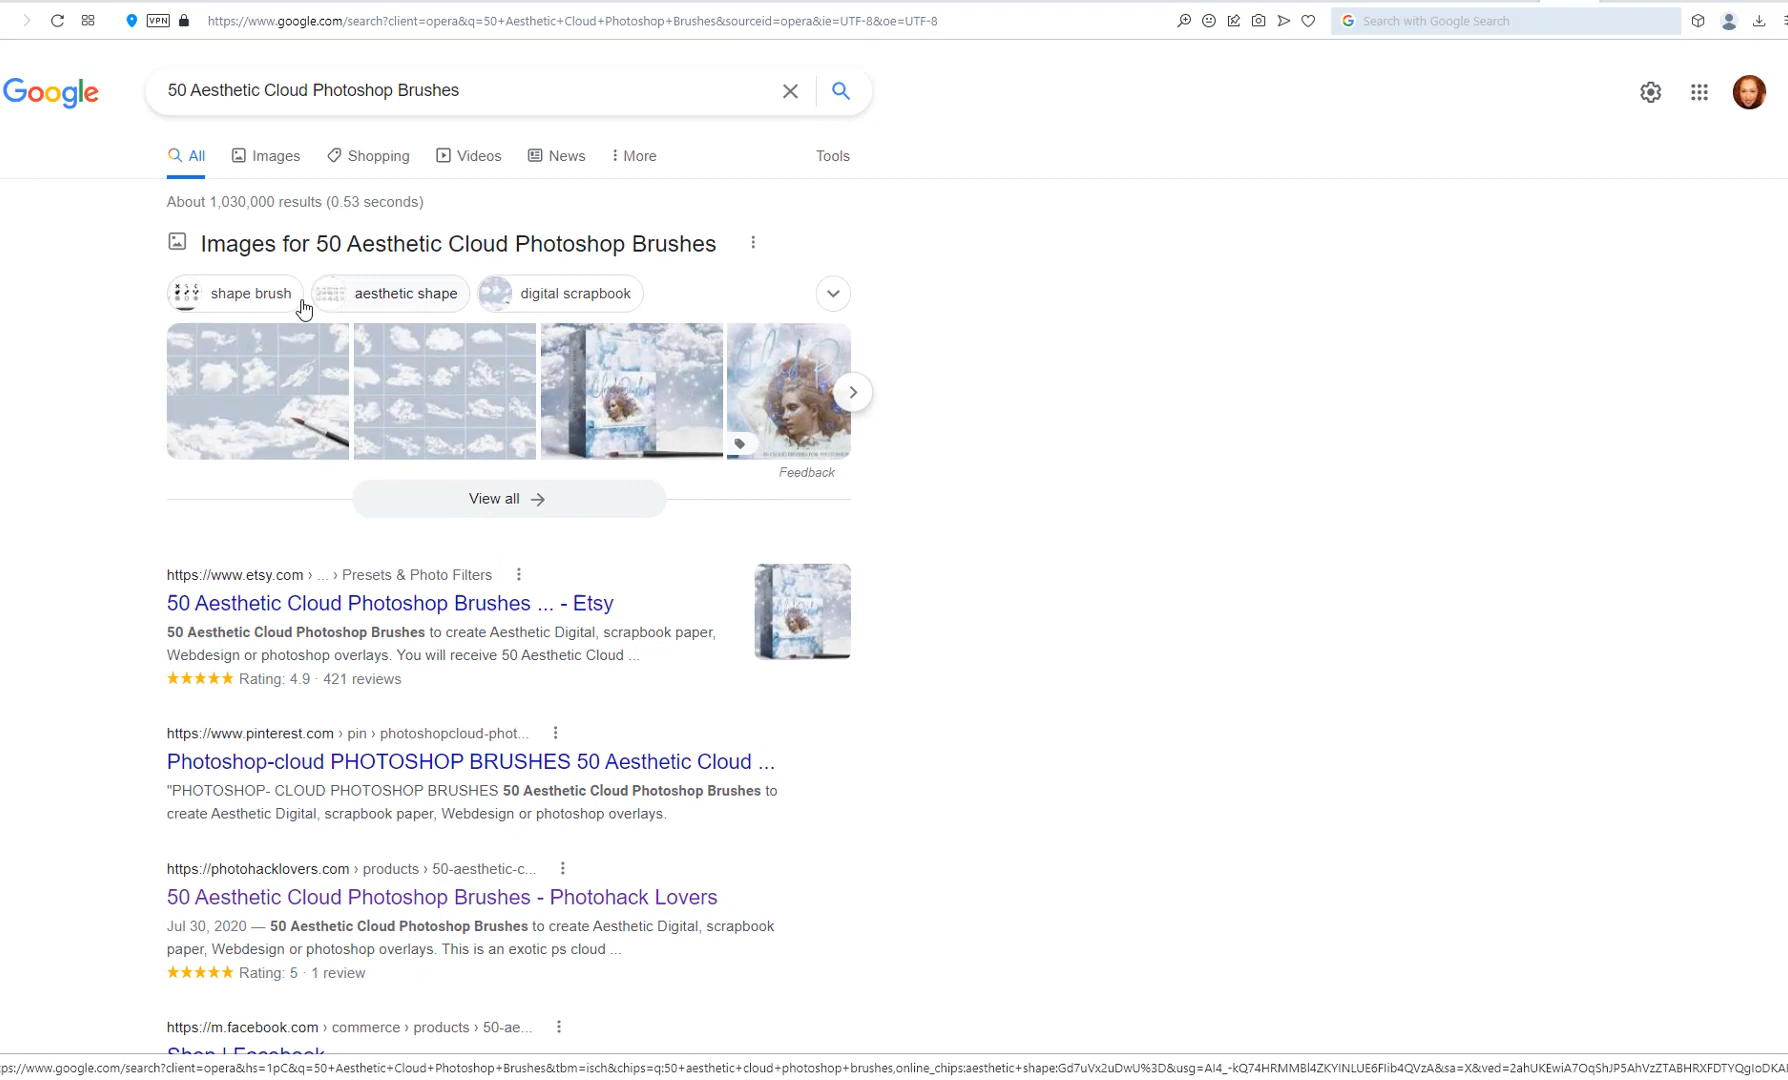 VPN https://www.google.com/search?client=opera&q=50+Aesthetic+Cloud+Photoshop+Brushes&sourceid=opera&ie=UTF-8&oe=UTF-8 Search with Google Search
Google 50 Aesthetic Cloud Photoshop Brushes
All Images Shopping Videos News More Tools
About 1,030,000 results (0.53 seconds)
Images for 50 Aesthetic Cloud Photoshop Brushes
shape brush aesthetic shape digital scrapbook
Feedback
View all
https://www.etsy.com › ... › Presets & Photo Filters
50 Aesthetic Cloud Photoshop Brushes ... - Etsy
50 Aesthetic Cloud Photoshop Brushes to create Aesthetic Digital, scrapbook paper,
Webdesign or photoshop overlays. You will receive 50 Aesthetic Cloud ...
Rating: 4.9 · 421 reviews
https://www.pinterest.com › pin › photoshopcloud-phot...
Photoshop-cloud PHOTOSHOP BRUSHES 50 Aesthetic Cloud ...
"PHOTOSHOP- CLOUD PHOTOSHOP BRUSHES 50 Aesthetic Cloud Photoshop Brushes to
create Aesthetic Digital, scrapbook paper, Webdesign or photoshop overlays.
https://photohacklovers.com › products › 50-aesthetic-c...
50 Aesthetic Cloud Photoshop Brushes - Photohack Lovers
Jul 30, 2020 — 50 Aesthetic Cloud Photoshop Brushes to create Aesthetic Digital, scrapbook
paper, Webdesign or photoshop overlays. This is an exotic ps cloud ...
Rating: 5 · 1 review
https://m.facebook.com › commerce › products › 50-ae...
Shop | Facebook